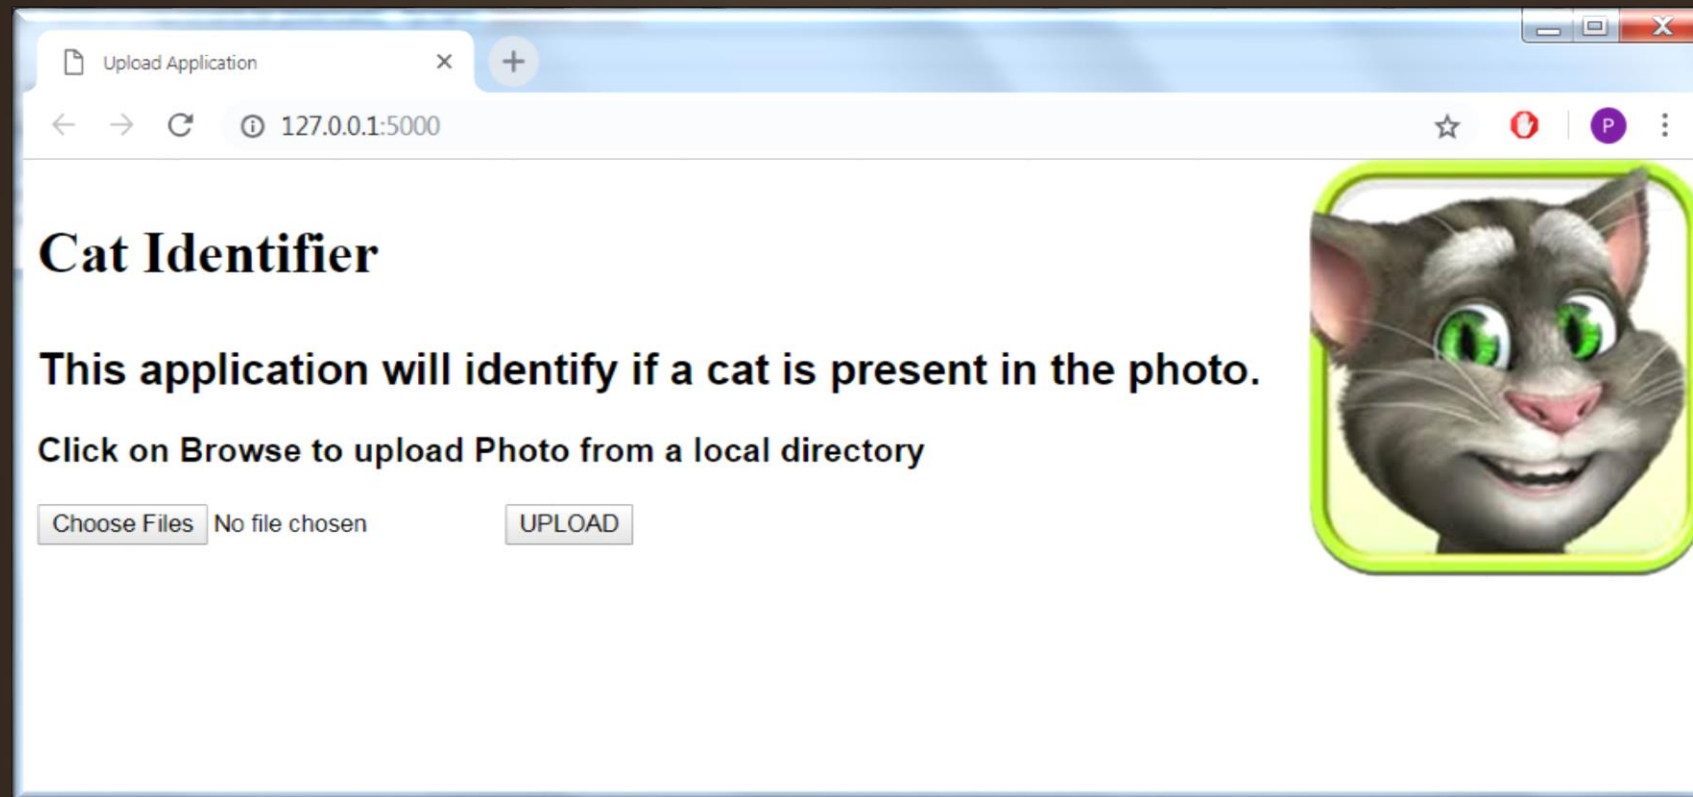 Upload Application
127.0.0.1:5000
P
Cat Identifier
This application will identify if a cat is present in the photo.
Click on Browse to upload Photo from a local directory
Choose Files No file chosen UPLOAD